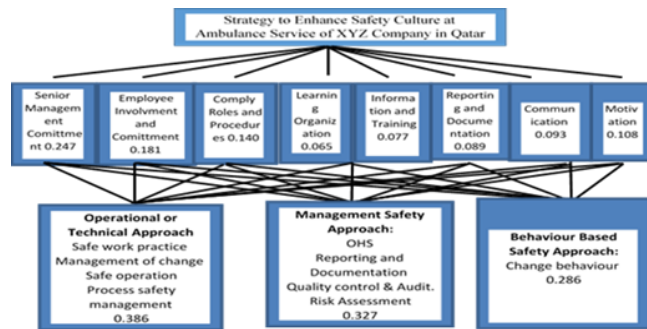 Strategy to Enhance Safety Culture at
Ambulance Service of XYZ Company in Qatar
Senior
Managem
ent
Comittme
nt 0.247
Employee
Involvment
and
Comittment
0.181
Comply
Roles and
Procedur
es 0.140
Learnin
g
Organiz
ation
0.065
Informa
tion and
Training
0.077
Reportin
g and
Docume
ntation
0.089
Commun
ication
0.093
Motiv
ation
0.108
Operational or
Technical Approach
Safe work practice
Management of change
Safe operation
Process safety
management
0.386
Management Safety
Approach:
OHS
Reporting and
Documentation
Quality control & Audit.
Risk Assessment
0.327
Behaviour Based
Safety Approach:
Change behaviour
0.286